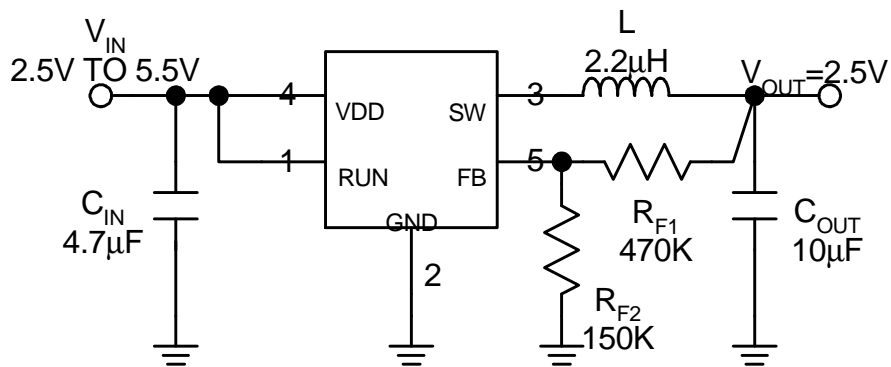 V_IN
2.5V TO 5.5V
4
VDD
1
RUN
GND
2
SW
3
FB
5
L
2.2μH
V_OUT=2.5V
R_F1
470K
R_F2
150K
C_IN
4.7μF
C_OUT
10μF